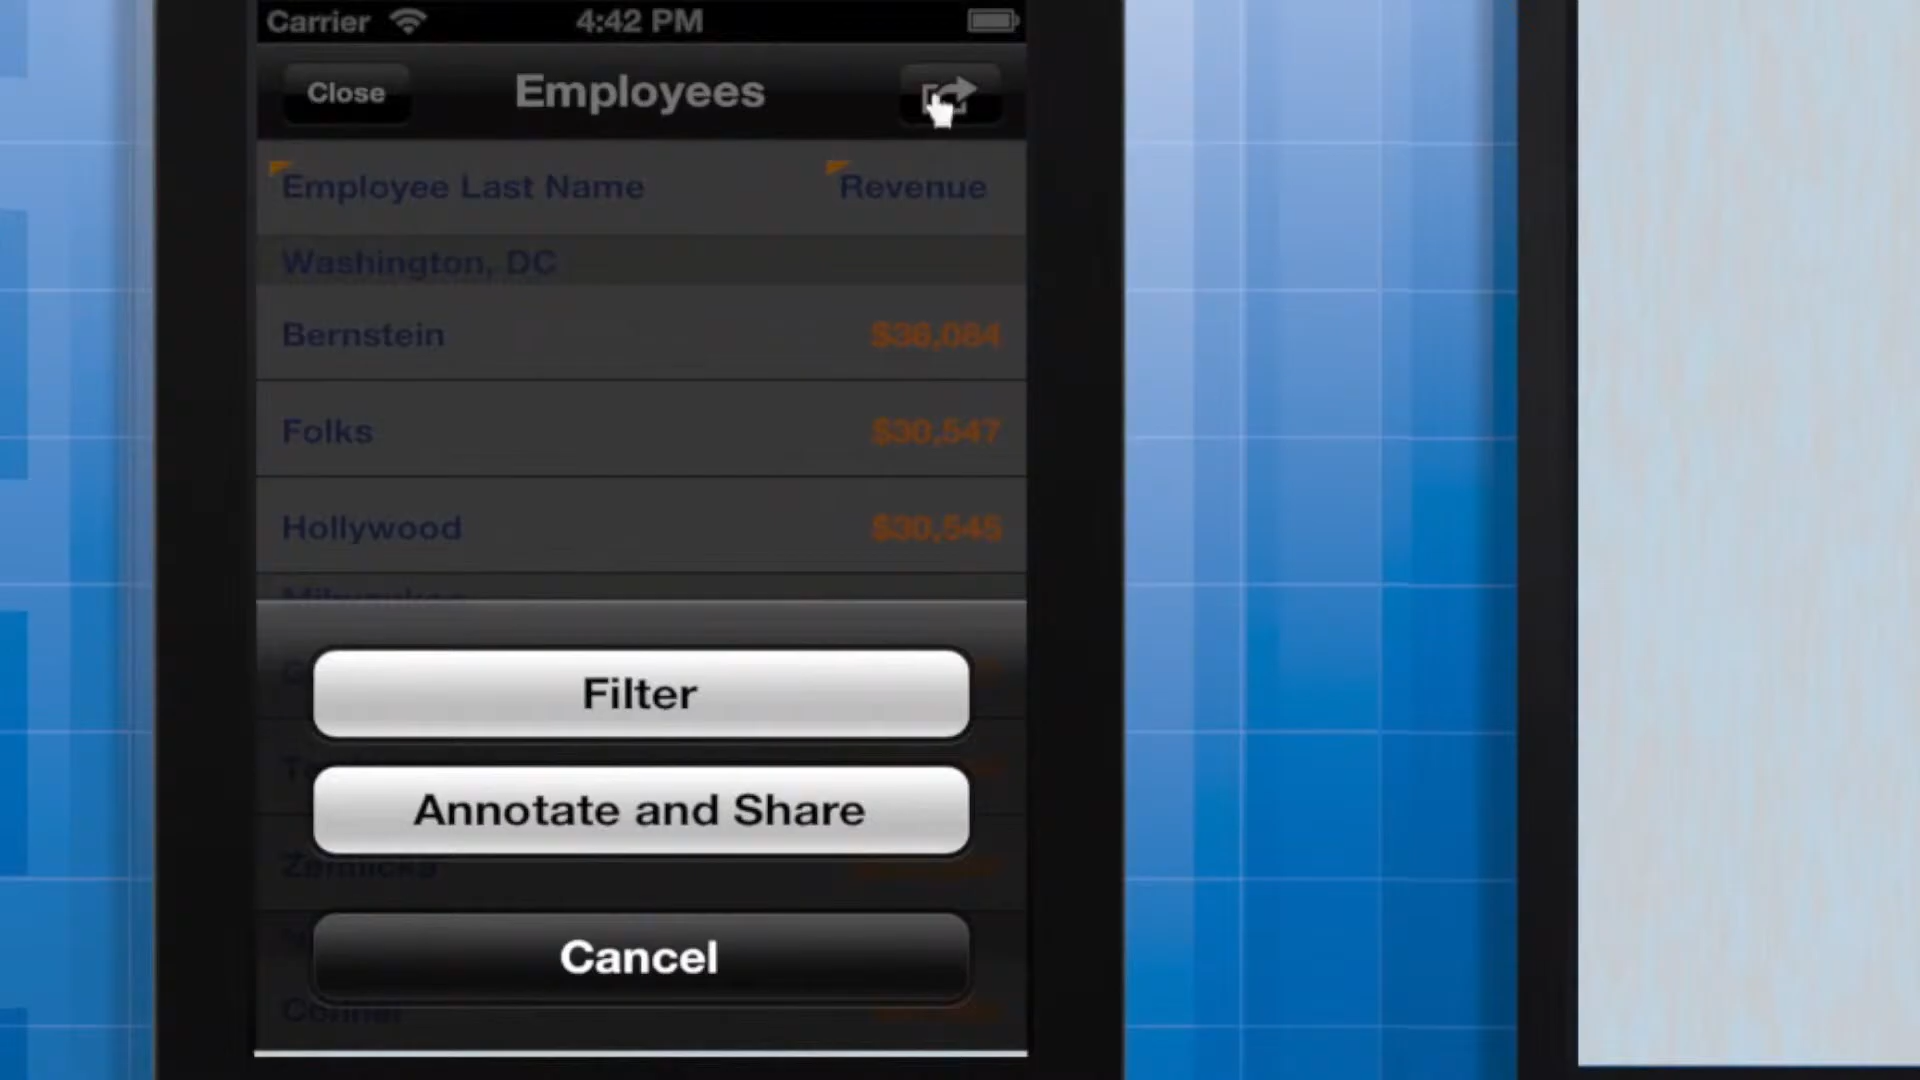 Carrier 4:42 PM
Close Employees
Employee Last Name Revenue
Washington, DC
Bernstein $36,084
Folks $30,547
Hollywood $30,545
Filter
Annotate and Share
Cancel